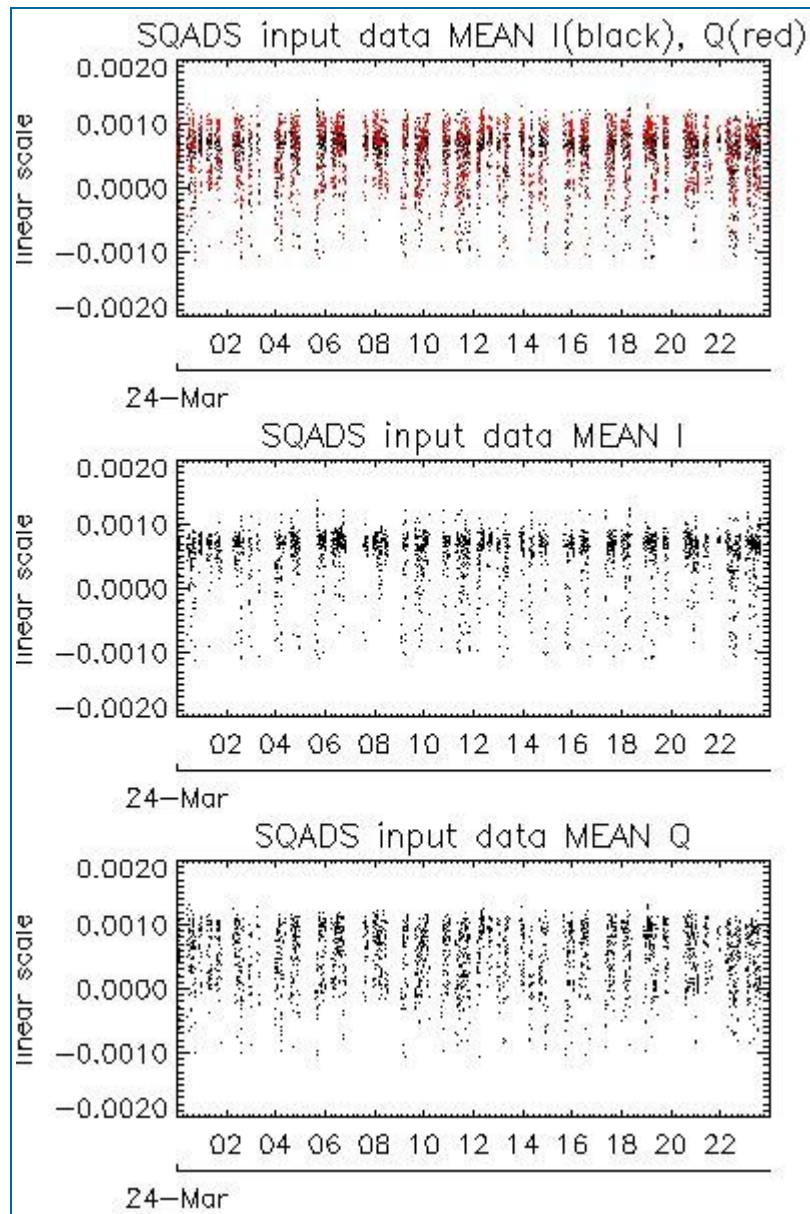 SQADS input data MEAN I(black), Q(red)
0.0020
0.0010
0.0000
−0.0010
−0.0020
linear scale
02 04 06 08 10 12 14 16 18 20 22
24−Mar
SQADS input data MEAN I
0.0020
0.0010
0.0000
−0.0010
−0.0020
linear scale
02 04 06 08 10 12 14 16 18 20 22
24−Mar
SQADS input data MEAN Q
0.0020
0.0010
0.0000
−0.0010
−0.0020
linear scale
02 04 06 08 10 12 14 16 18 20 22
24−Mar